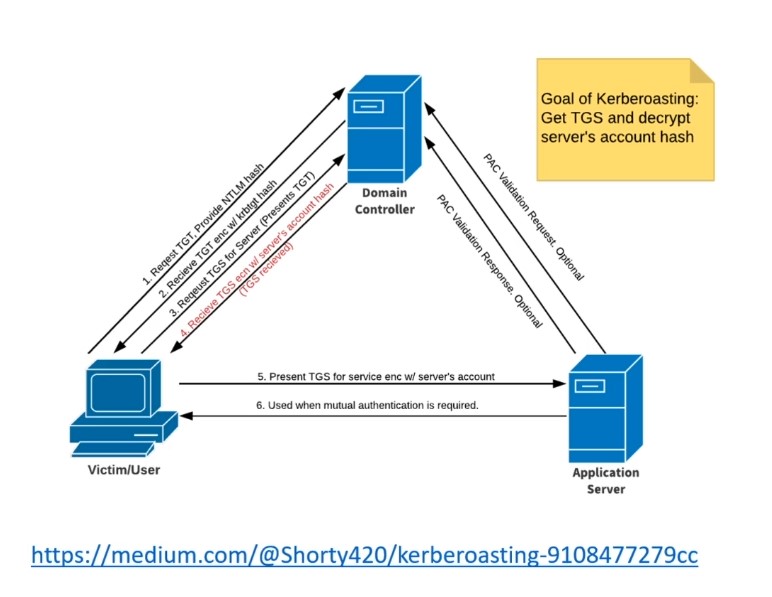 Goal of Kerberoasting:
Get TGS and decrypt
server's account hash
Domain
Controller
1. Reqest TGT, Provide NTLM hash
2. Recieve TGT enc w/ krbtgt hash
3. Reqeust TGS for Server (Presents TGT)
4. Recieve TGS ecn w/ server's account hash
(TGS recieved)
PAC Validation Request. Optional
PAC Validation Response. Optional
5. Present TGS for service enc w/ server's account
6. Used when mutual authentication is required.
Victim/User
Application
Server
https://medium.com/@Shorty420/kerberoasting-9108477279cc